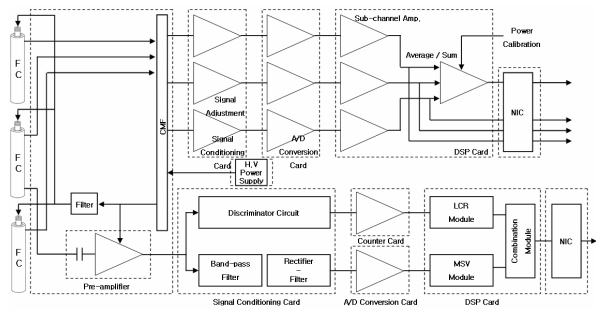 Sub-channel Amp,
Average / Sum
Power
Calibration
F
C
CMF
NIC
Signal
Adjustment
Signal
Conditioning
Card
A/D
Conversion
Card
DSP Card
F
C
H,V
Power
Supply
Filter
Pre-amplifier
F
C
Discriminator Circuit
Counter Card
LCR
Module
Combination
Module
NIC
Band-pass
Filter
Rectifier
-
Filter
MSV
Module
Signal Conditioning Card
A/D Conversion Card
DSP Card